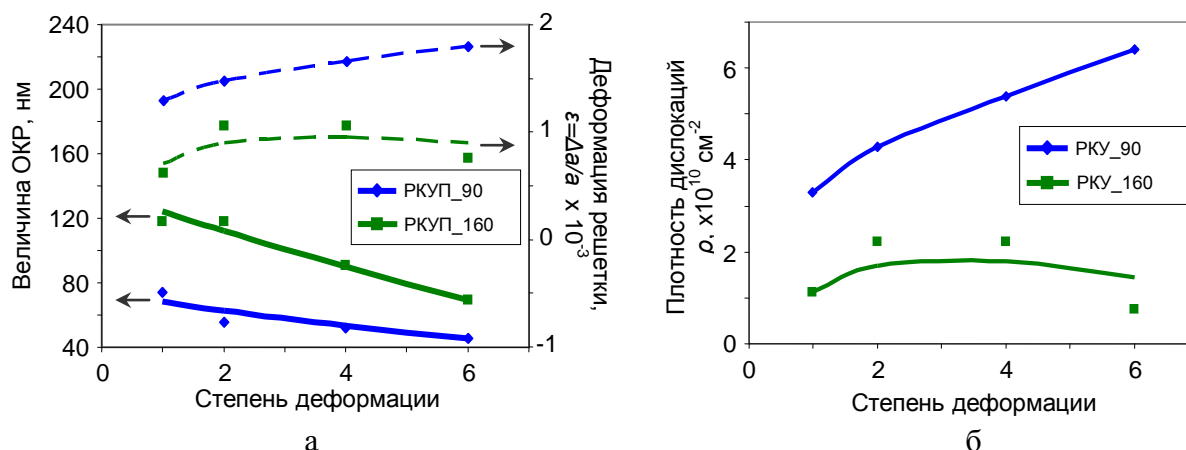 240
200
160
120
80
40
Величина ОКР, нм
0
2
4
6
Степень деформации
2
1
0
-1
Деформация решетки,
ε=Δa/a x 10⁻³
РКУП_90
РКУП_160
а
6
4
2
0
Плотность дислокаций
ρ, x10¹⁰ см⁻²
0
2
4
6
Степень деформации
РКУ_90
РКУ_160
б